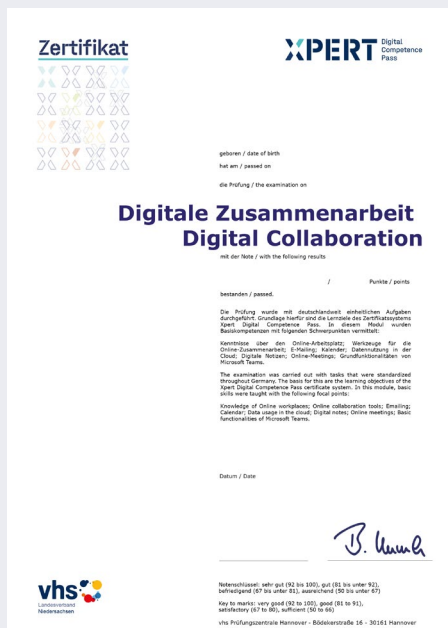 Zertifikat
XPERT Digital
Competence
Pass
geboren / date of birth
hat am / passed on
die Prüfung / the examination on
Digitale Zusammenarbeit
Digital Collaboration
mit der Note / with the following results
/ Punkte / points
bestanden / passed.
Die Prüfung wurde mit deutschlandweit einheitlichen Aufgaben
durchgeführt. Grundlage hierfür sind die Lernziele des Zertifikatssystems
Xpert Digital Competence Pass. In diesem Modul wurden
Basiskompetenzen mit folgenden Schwerpunkten vermittelt:
Kenntnisse über den Online-Arbeitsplatz; Werkzeuge für die
Online-Zusammenarbeit; E-Mailing; Kalender; Datennutzung in der
Cloud; Digitale Notizen; Online-Meetings; Grundfunktionalitäten von
Microsoft Teams.
The examination was carried out with tasks that were standardized
throughout Germany. The basis for this are the learning objectives of the
Xpert Digital Competence Pass certificate system. In this module, basic
skills were taught with the following focal points:
Knowledge of Online workplaces; Online collaboration tools; Emailing;
Calendar; Data usage in the cloud; Digital notes; Online meetings; Basic
functionalities of Microsoft Teams.
Datum / Date
vhs
Landesverband
Niedersachsen
Notenschlüssel: sehr gut (92 bis 100), gut (81 bis unter 92),
befriedigend (67 bis unter 81), ausreichend (50 bis unter 67)
Key to marks: very good (92 to 100), good (81 to 91),
satisfactory (67 to 80), sufficient (50 to 66)
vhs Prüfungszentrale Hannover - Bödekerstraße 16 - 30161 Hannover